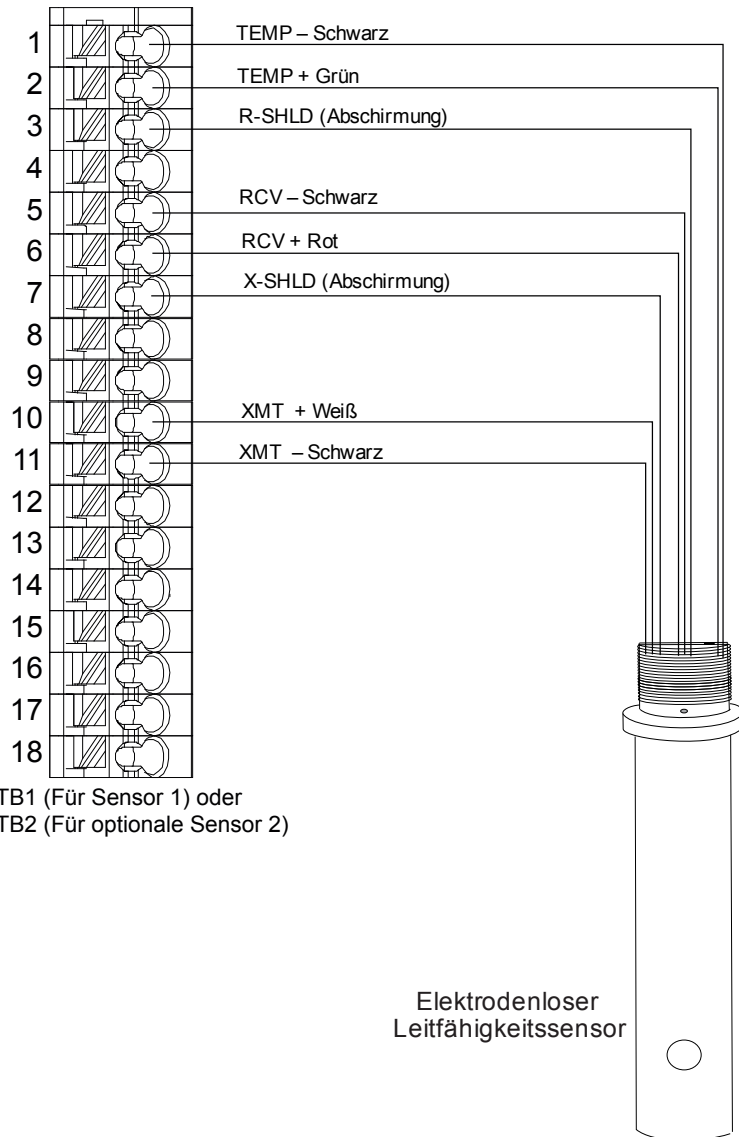 1 TEMP – Schwarz
2 TEMP + Grün
3 R-SHLD (Abschirmung)
4
5 RCV – Schwarz
6 RCV + Rot
7 X-SHLD (Abschirmung)
8
9
10 XMT + Weiß
11 XMT – Schwarz
12
13
14
15
16
17
18
TB1 (Für Sensor 1) oder
TB2 (Für optionale Sensor 2)
Elektrodenloser
Leitfähigkeitssensor